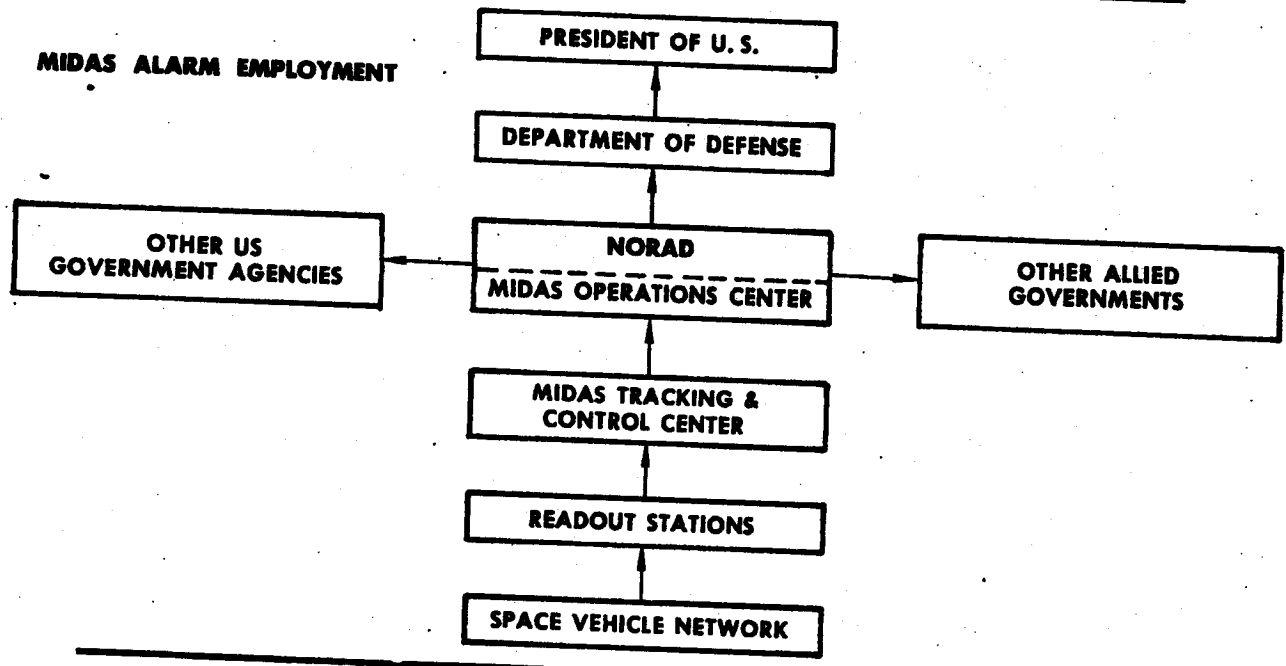 PRESIDENT OF U. S.
MIDAS ALARM EMPLOYMENT
DEPARTMENT OF DEFENSE
OTHER US
GOVERNMENT AGENCIES
NORAD
MIDAS OPERATIONS CENTER
OTHER ALLIED
GOVERNMENTS
MIDAS TRACKING &
CONTROL CENTER
READOUT STATIONS
SPACE VEHICLE NETWORK